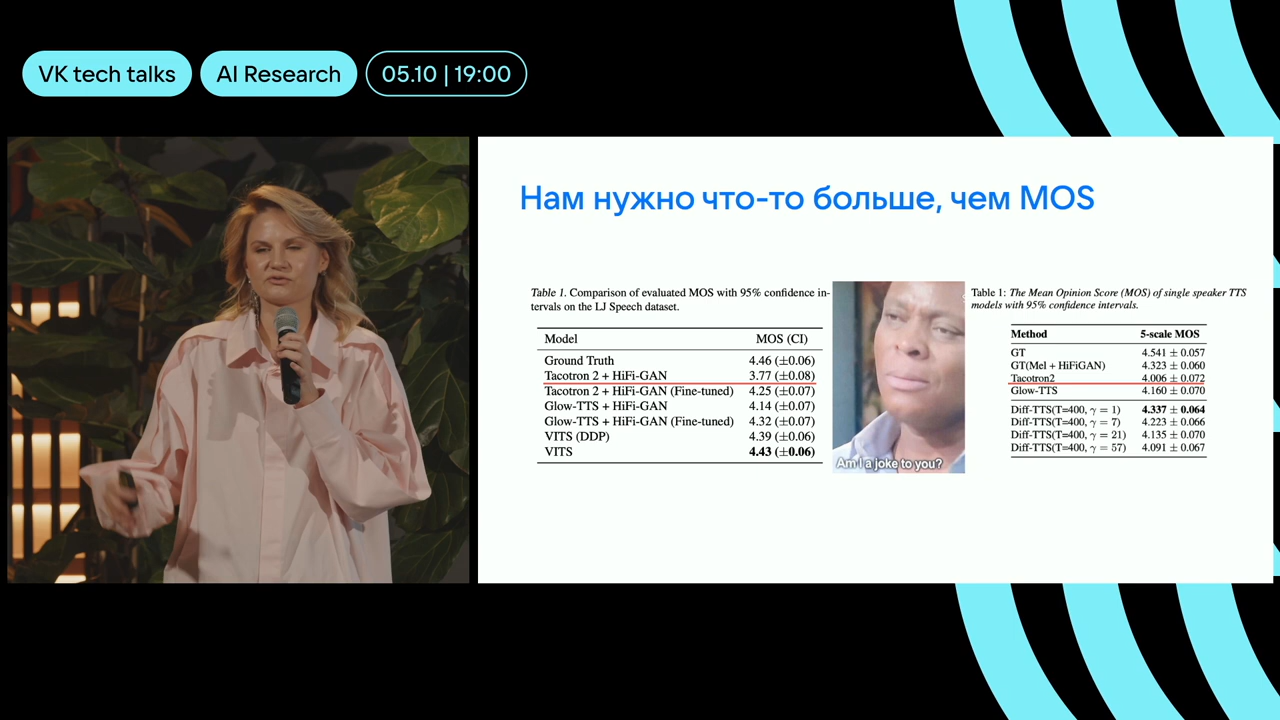 VK tech talks
AI Research
05.10 | 19:00
Нам нужно что-то больше, чем MOS
Table 1. Comparison of evaluated MOS with 95% confidence in-
tervals on the LJ Speech dataset.
Model MOS (CI)
Ground Truth 4.46 (±0.06)
Tacotron 2 + HiFi-GAN 3.77 (±0.08)
Tacotron 2 + HiFi-GAN (Fine-tuned) 4.25 (±0.07)
Glow-TTS + HiFi-GAN 4.14 (±0.07)
Glow-TTS + HiFi-GAN (Fine-tuned) 4.32 (±0.07)
VITS (DDP) 4.39 (±0.06)
VITS 4.43 (±0.06)
Am I a joke to you?
Table 1: The Mean Opinion Score (MOS) of single speaker TTS
models with 95% confidence intervals.
Method 5-scale MOS
GT 4.541 ± 0.057
GT(Mel + HiFiGAN) 4.323 ± 0.060
Tacotron2 4.006 ± 0.072
Glow-TTS 4.160 ± 0.070
Diff-TTS(T=400, γ = 1) 4.337 ± 0.064
Diff-TTS(T=400, γ = 7) 4.223 ± 0.066
Diff-TTS(T=400, γ = 21) 4.135 ± 0.070
Diff-TTS(T=400, γ = 57) 4.091 ± 0.067